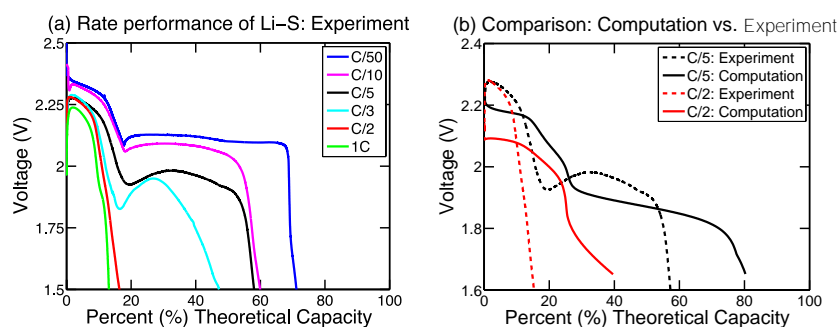 (a) Rate performance of Li-S: Experiment
2.5
2.25
2
1.75
1.5
Voltage (V)
C/50
C/10
C/5
C/3
C/2
1C
0 20 40 60 80 100
Percent (%) Theoretical Capacity
(b) Comparison: Computation vs. Experiment
2.4
2.2
2
1.8
1.6
Voltage (V)
C/5: Experiment
C/5: Computation
C/2: Experiment
C/2: Computation
0 20 40 60 80 100
Percent (%) Theoretical Capacity